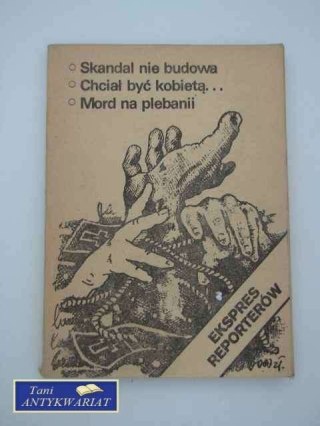 Skandal nie budowa
Chciał być kobietą...
Mord na plebanii
EKSPRES
REPORTERÓW
Tani
ANTYKWARIAT